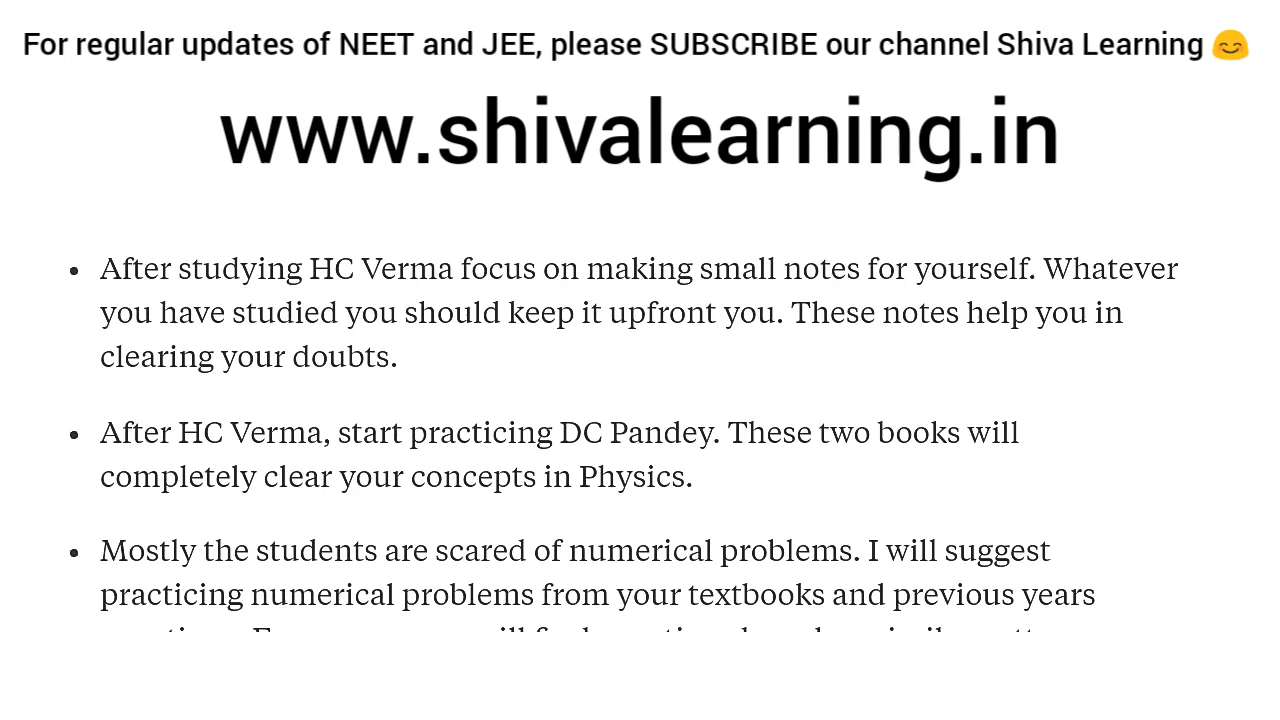 For regular updates of NEET and JEE, please SUBSCRIBE our channel Shiva Learning 😊
www.shivalearning.in
• After studying HC Verma focus on making small notes for yourself. Whatever
you have studied you should keep it upfront you. These notes help you in
clearing your doubts.
• After HC Verma, start practicing DC Pandey. These two books will
completely clear your concepts in Physics.
• Mostly the students are scared of numerical problems. I will suggest
practicing numerical problems from your textbooks and previous years